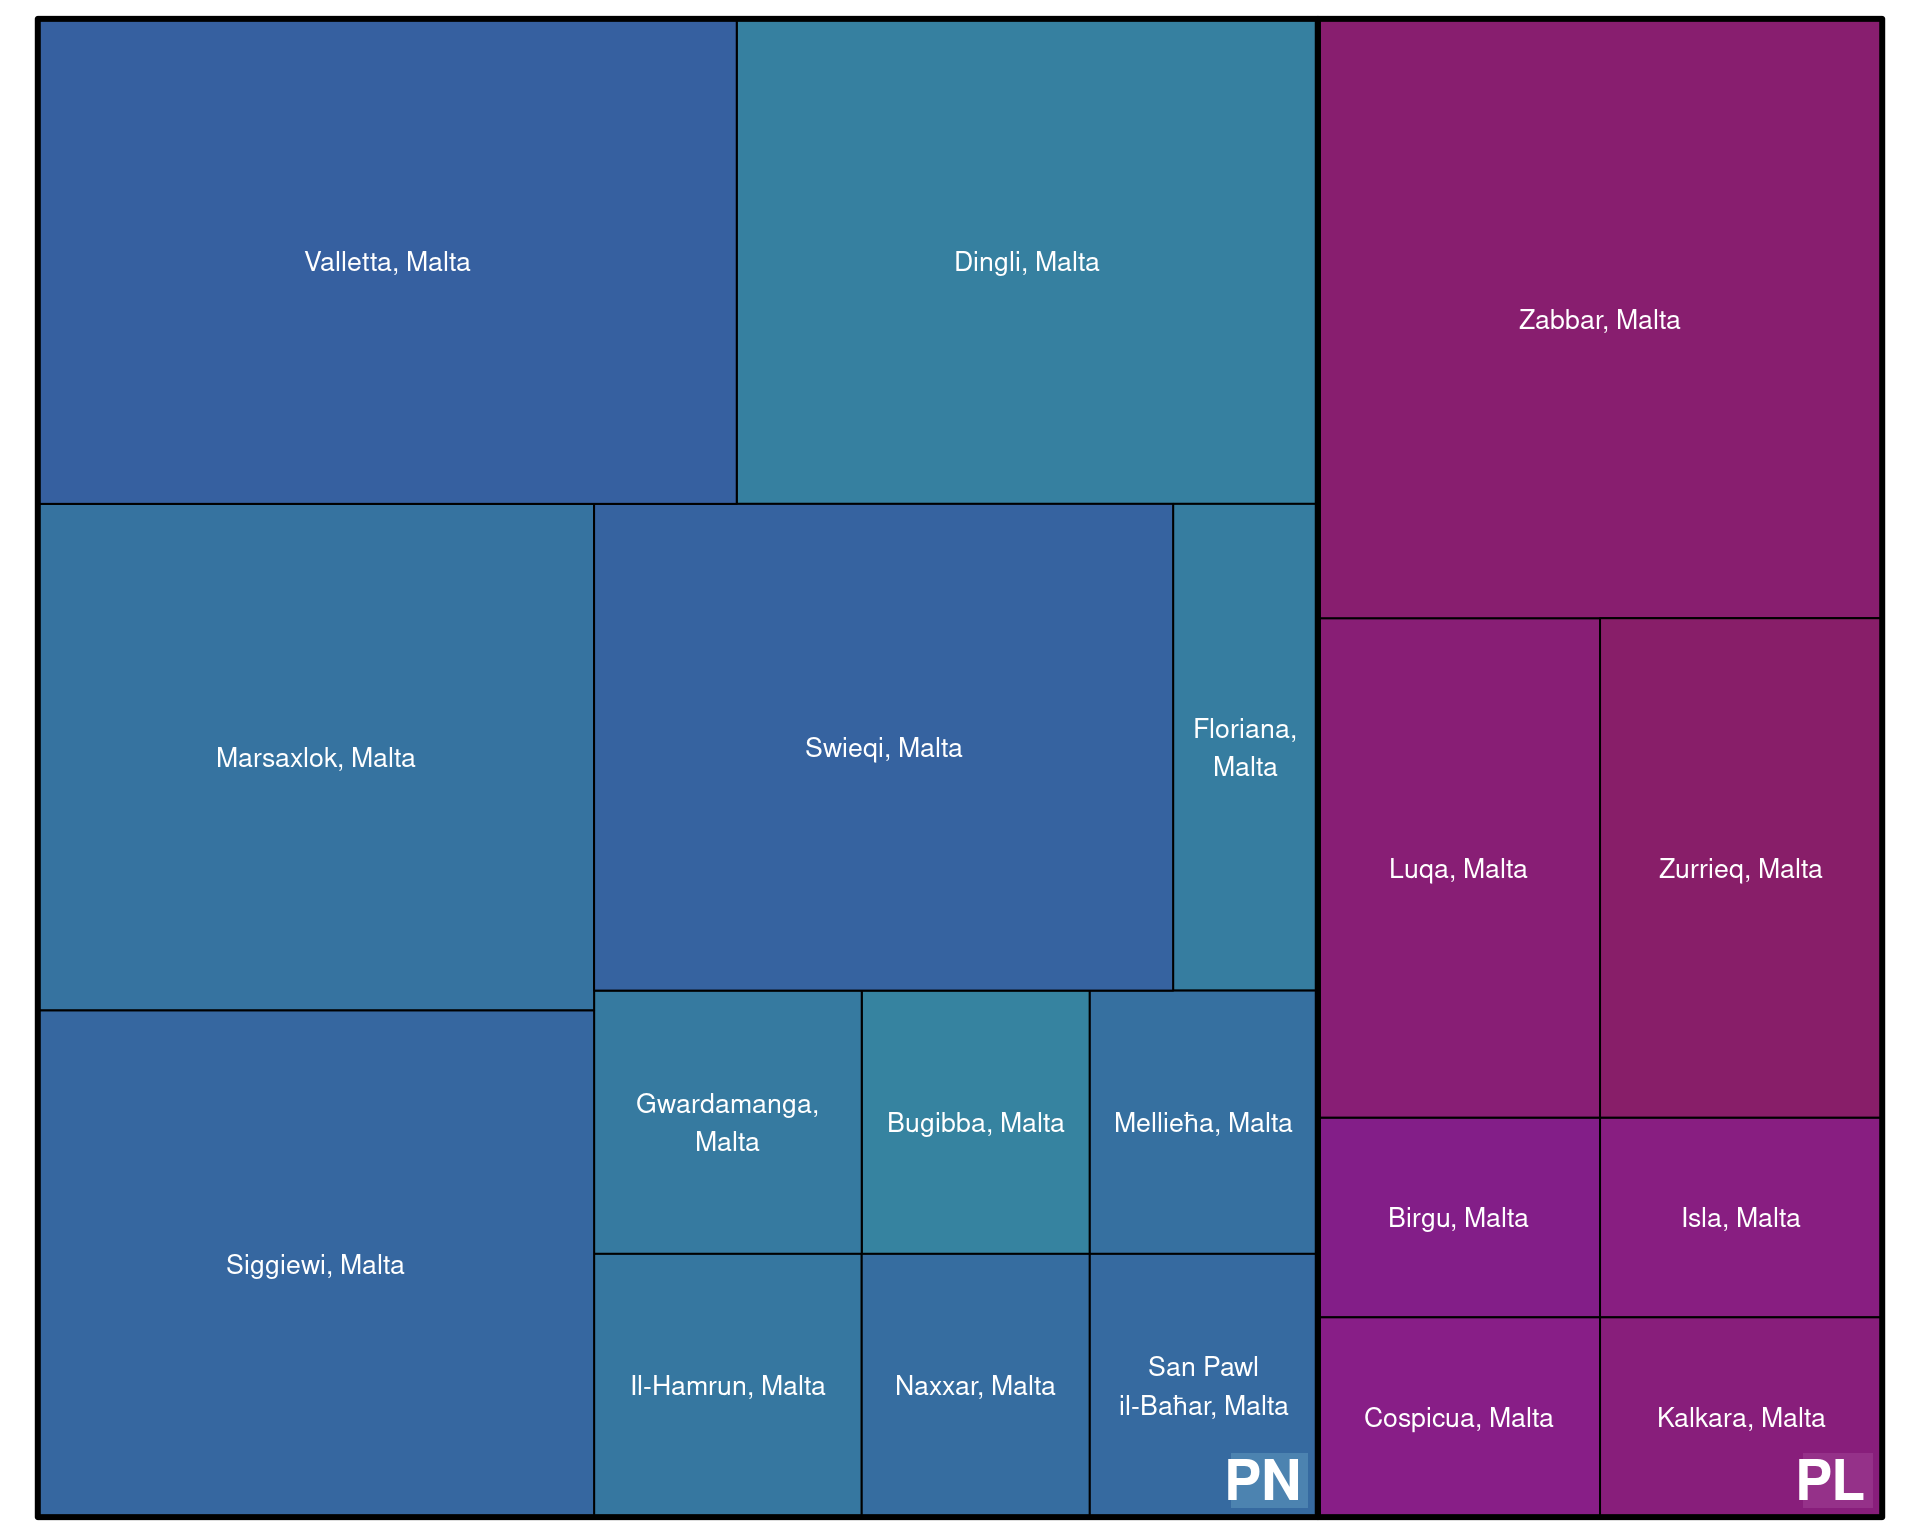 Valletta, Malta
Dingli, Malta
Zabbar, Malta
Marsaxlok, Malta
Swieqi, Malta
Floriana,
Malta
Luqa, Malta
Zurrieq, Malta
Gwardamanga,
Malta
Bugibba, Malta
Mellieħa, Malta
Birgu, Malta
Isla, Malta
Siggiewi, Malta
Il-Hamrun, Malta
Naxxar, Malta
San Pawl
il-Baħar, Malta
Cospicua, Malta
Kalkara, Malta
PN
PL